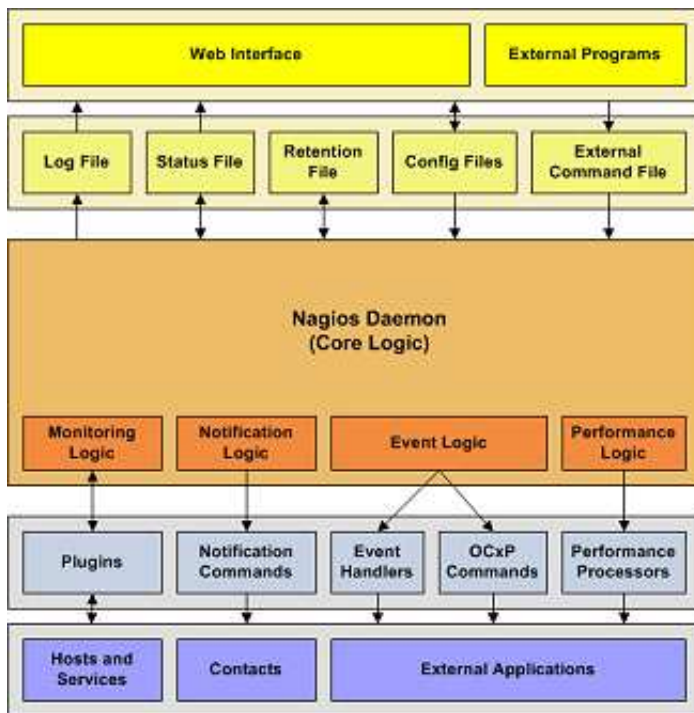 Web Interface
External Programs
Log File
Status File
Retention
File
Config Files
External
Command File
Nagios Daemon
(Core Logic)
Monitoring
Logic
Notification
Logic
Event Logic
Performance
Logic
Plugins
Notification
Commands
Event
Handlers
OCxP
Commands
Performance
Processors
Hosts and
Services
Contacts
External Applications